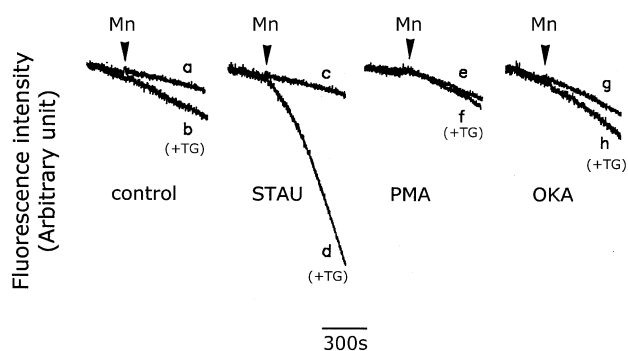 Mn Mn Mn Mn
a
b
(+TG)
c
d
(+TG)
e
f
(+TG)
g
h
(+TG)
control STAU PMA OKA
Fluorescence intensity
(Arbitrary unit)
300s